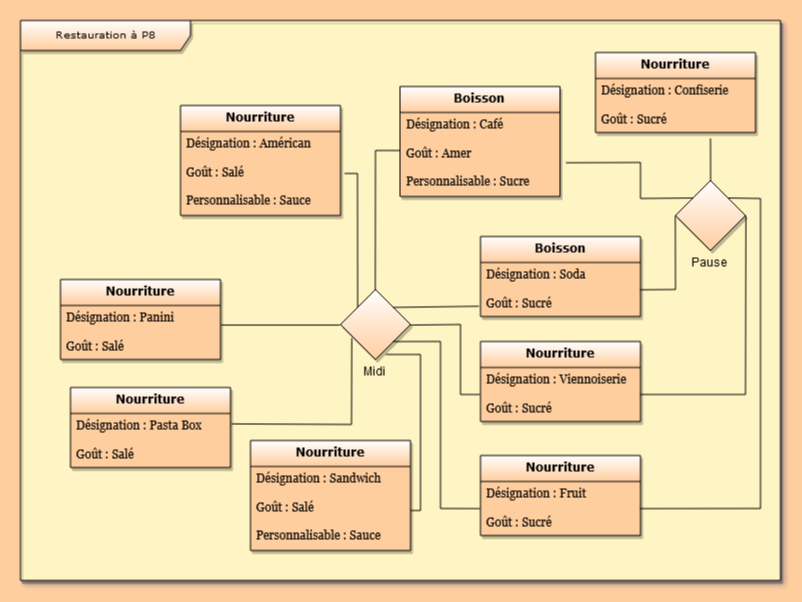 Restauration à P8
Nourriture
Désignation : Confiserie
Goût : Sucré
Boisson
Désignation : Café
Goût : Amer
Personnalisable : Sucre
Nourriture
Désignation : Américan
Goût : Salé
Personnalisable : Sauce
Pause
Boisson
Désignation : Soda
Goût : Sucré
Nourriture
Désignation : Panini
Goût : Salé
Midi
Nourriture
Désignation : Viennoiserie
Goût : Sucré
Nourriture
Désignation : Pasta Box
Goût : Salé
Nourriture
Désignation : Sandwich
Goût : Salé
Personnalisable : Sauce
Nourriture
Désignation : Fruit
Goût : Sucré